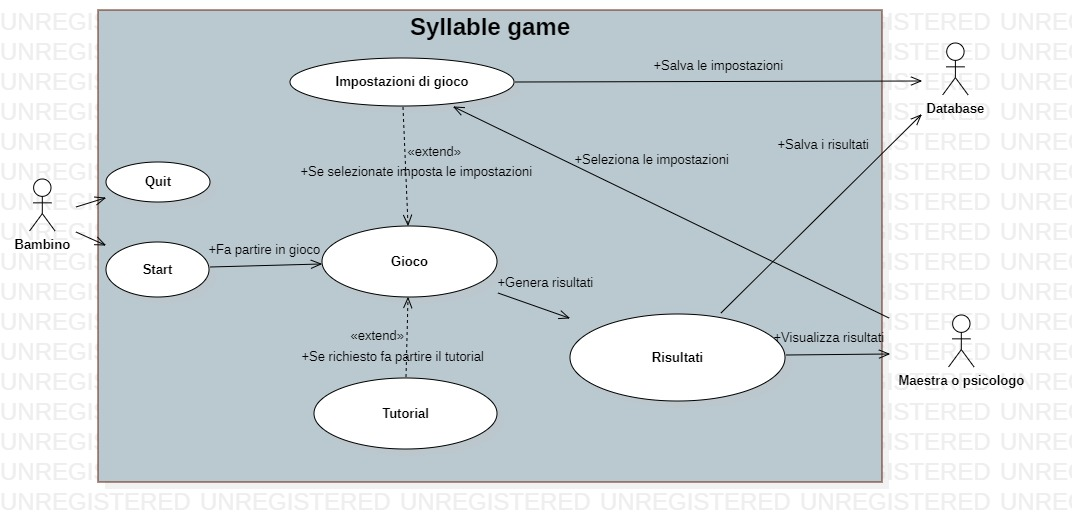 Syllable game
Impostazioni di gioco
+Salva le impostazioni
Database
«extend»
+Se selezionate imposta le impostazioni
+Seleziona le impostazioni
+Salva i risultati
Quit
Bambino
Start
+Fa partire in gioco
Gioco
+Genera risultati
«extend»
+Se richiesto fa partire il tutorial
Risultati
+Visualizza risultati
Maestra o psicologo
Tutorial
UNREGISTERED UNREGISTERED UNREGISTERED UNREGISTERED UNREGISTERED